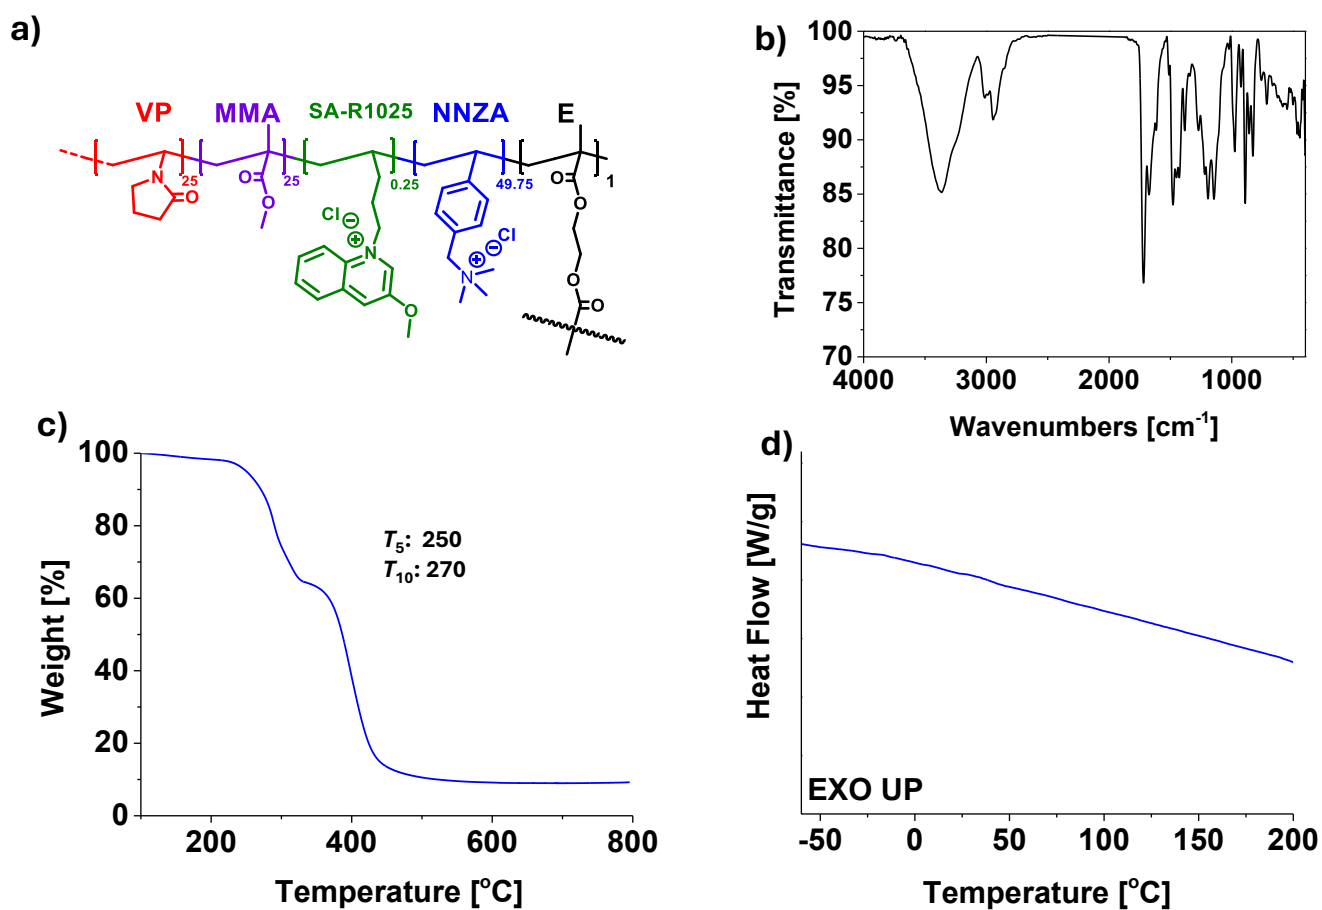 a)
VP MMA SA-R1025 NNZA E
25 25 0.25 49.75 1
N O
O
O
Cl
N
O
Cl
N
O
O
O
O
b)
Transmittance [%]
100
95
90
85
80
75
70
4000 3000 2000 1000
Wavenumbers [cm⁻¹]
c)
Weight [%]
100
80
60
40
20
0
T₅: 250
T₁₀: 270
200 400 600 800
Temperature [°C]
d)
Heat Flow [W/g]
EXO UP
-50 0 50 100 150 200
Temperature [°C]